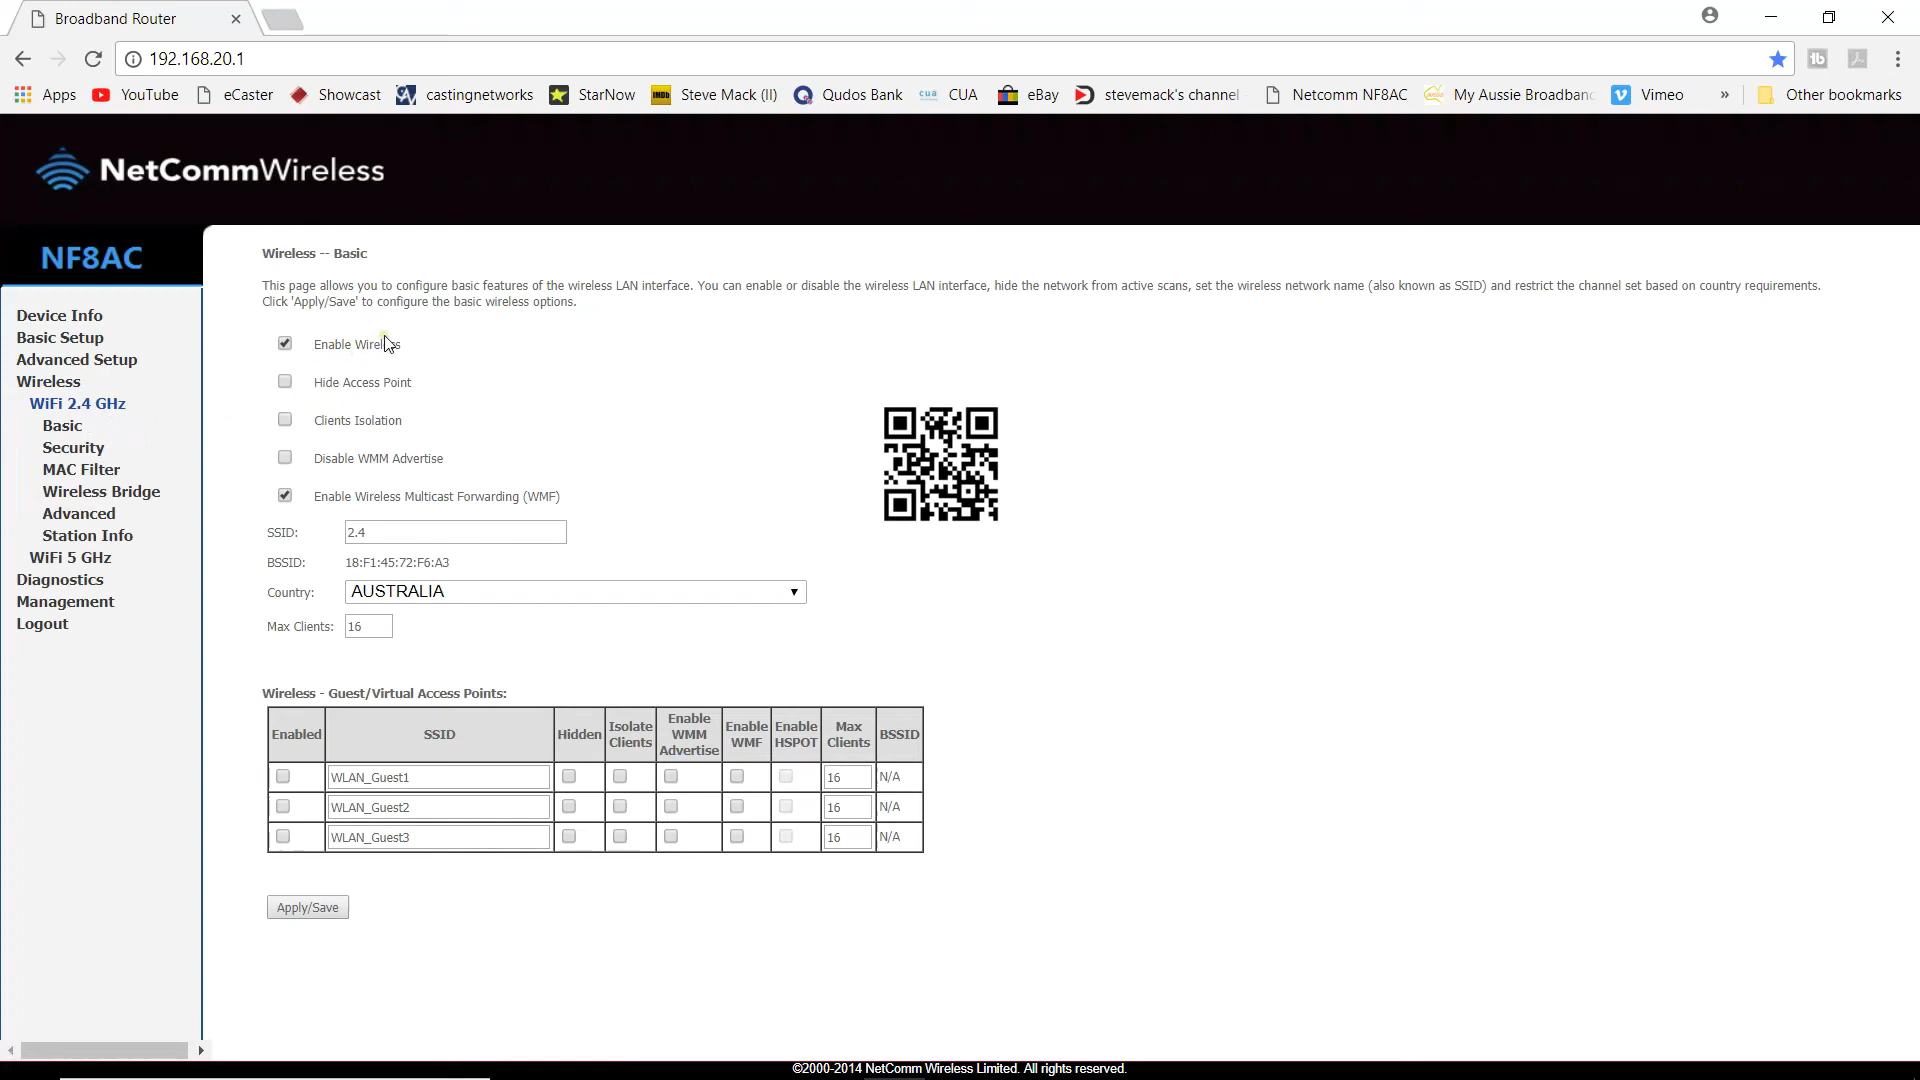 Broadband Router
192.168.20.1
Apps YouTube eCaster Showcast castingnetworks StarNow IMDb Steve Mack (II) Qudos Bank cua CUA eBay stevemack's channel Netcomm NF8AC My Aussie Broadban Vimeo » Other bookmarks
NetCommWireless
NF8AC
Device Info
Basic Setup
Advanced Setup
Wireless
WiFi 2.4 GHz
Basic
Security
MAC Filter
Wireless Bridge
Advanced
Station Info
WiFi 5 GHz
Diagnostics
Management
Logout
Wireless -- Basic
This page allows you to configure basic features of the wireless LAN interface. You can enable or disable the wireless LAN interface, hide the network from active scans, set the wireless network name (also known as SSID) and restrict the channel set based on country requirements.
Click 'Apply/Save' to configure the basic wireless options.
Enable Wireless
Hide Access Point
Clients Isolation
Disable WMM Advertise
Enable Wireless Multicast Forwarding (WMF)
SSID: 2.4
BSSID: 18:F1:45:72:F6:A3
Country: AUSTRALIA
Max Clients: 16
Wireless - Guest/Virtual Access Points:
Enabled SSID Hidden Isolate Clients Enable WMM Advertise Enable WMF Enable HSPOT Max Clients BSSID
WLAN_Guest1 16 N/A
WLAN_Guest2 16 N/A
WLAN_Guest3 16 N/A
Apply/Save
©2000-2014 NetComm Wireless Limited. All rights reserved.